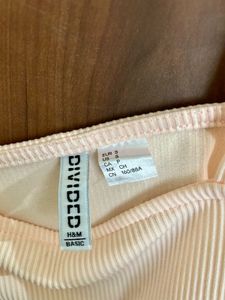 DIVIDED
H&M
BASIC
EUR S
US S
CA P
MX CH
CN 160/88A